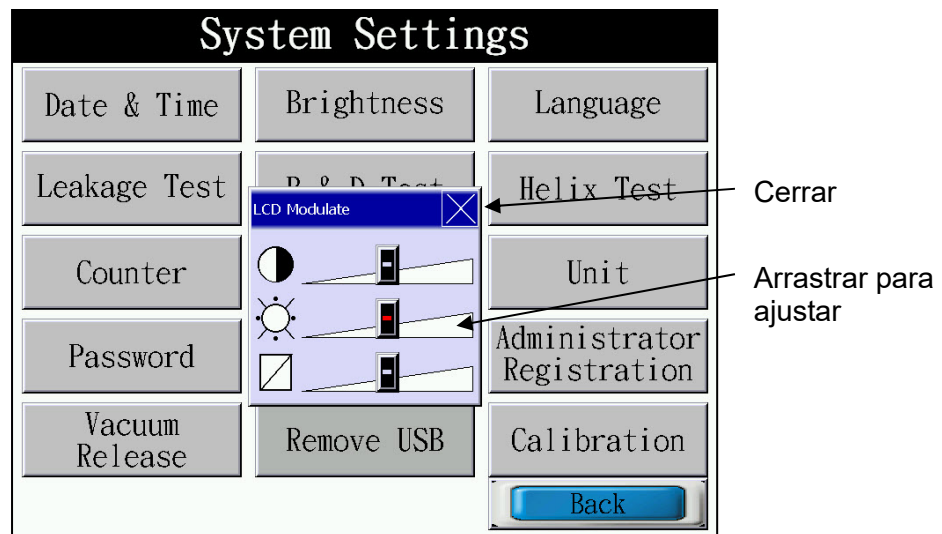 System Settings
Date & Time
Brightness
Language
Leakage Test
B & D Test
Helix Test
Cerrar
LCD Modulate
Counter
Unit
Arrastrar para
ajustar
Password
Administrator
Registration
Vacuum
Release
Remove USB
Calibration
Back